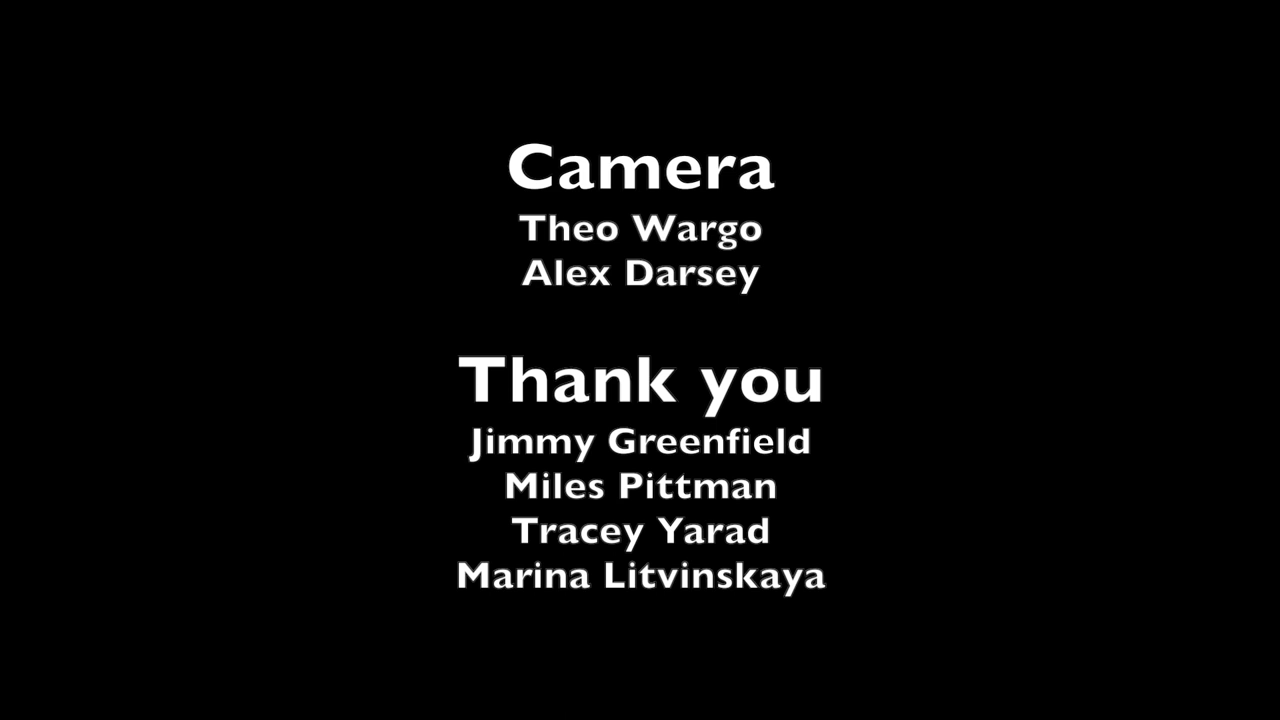 Camera
Theo Wargo
Alex Darsey
Thank you
Jimmy Greenfield
Miles Pittman
Tracey Yarad
Marina Litvinskaya